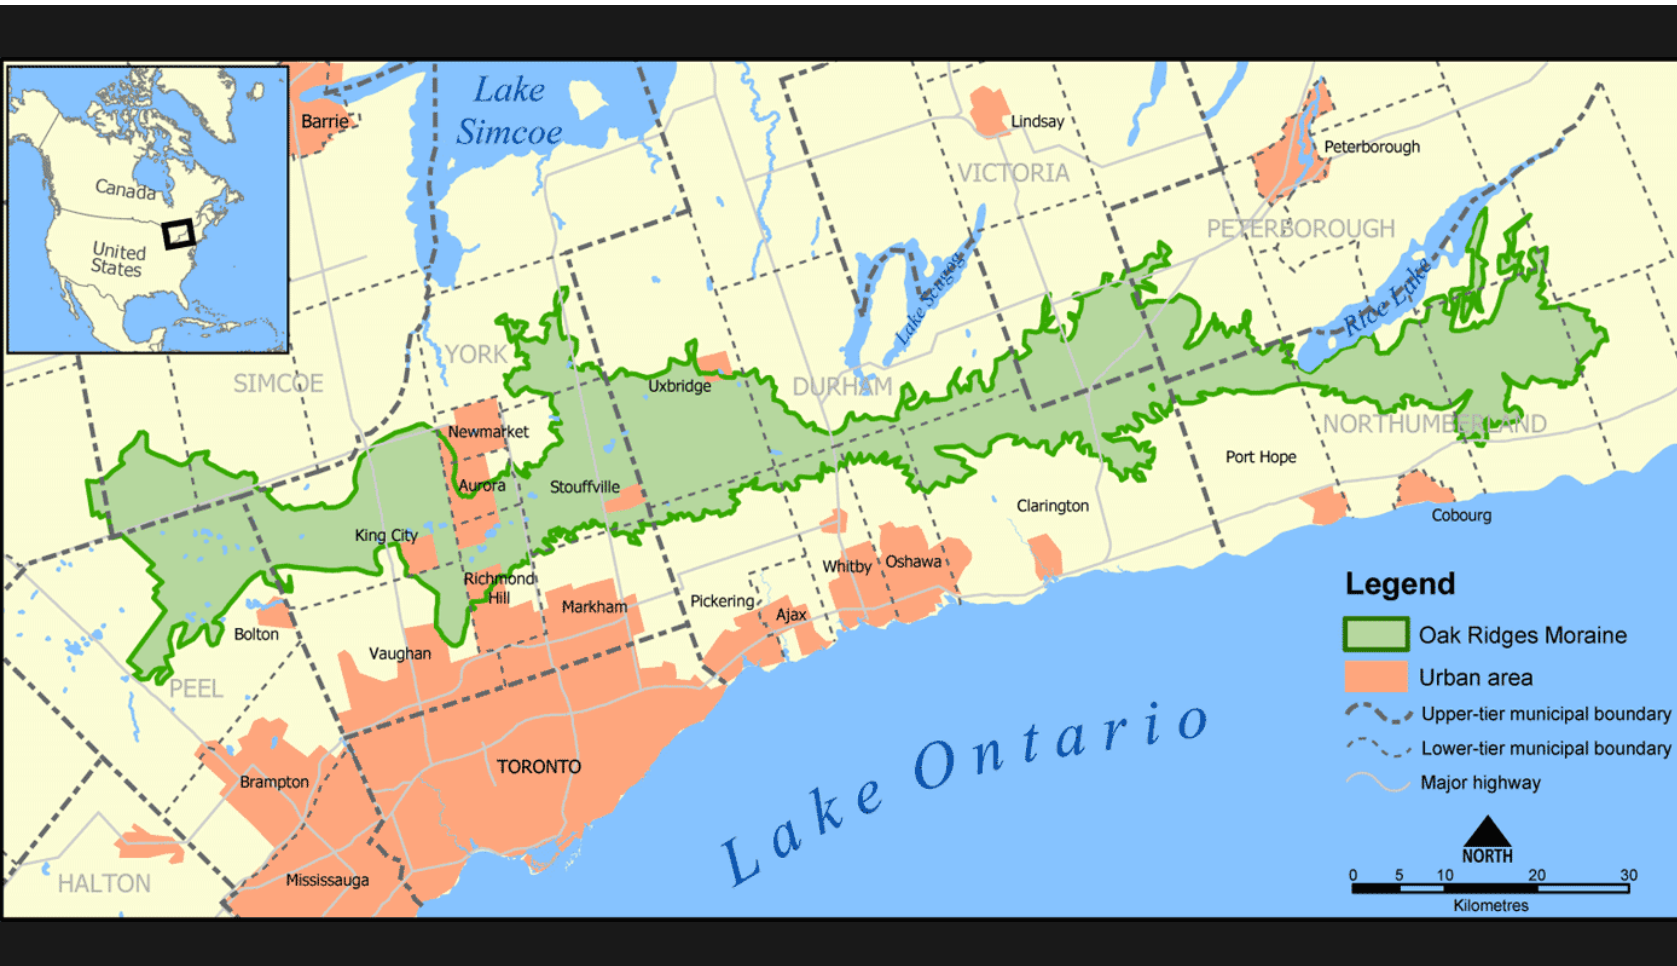 Lake
Simcoe
Barrie
Lindsay
VICTORIA
Peterborough
PETERBOROUGH
Canada
United
States
Lake Scugog
Rice Lake
YORK
SIMCOE
Uxbridge
DURHAM
Newmarket
NORTHUMBERLAND
Port Hope
Aurora
Stouffville
Clarington
Cobourg
King City
Whitby
Oshawa
Richmond
Hill
Markham
Pickering
Ajax
Bolton
Vaughan
PEEL
Lake Ontario
TORONTO
Brampton
Mississauga
HALTON
Legend
Oak Ridges Moraine
Urban area
Upper-tier municipal boundary
Lower-tier municipal boundary
Major highway
NORTH
0 5 10 20 30
Kilometres